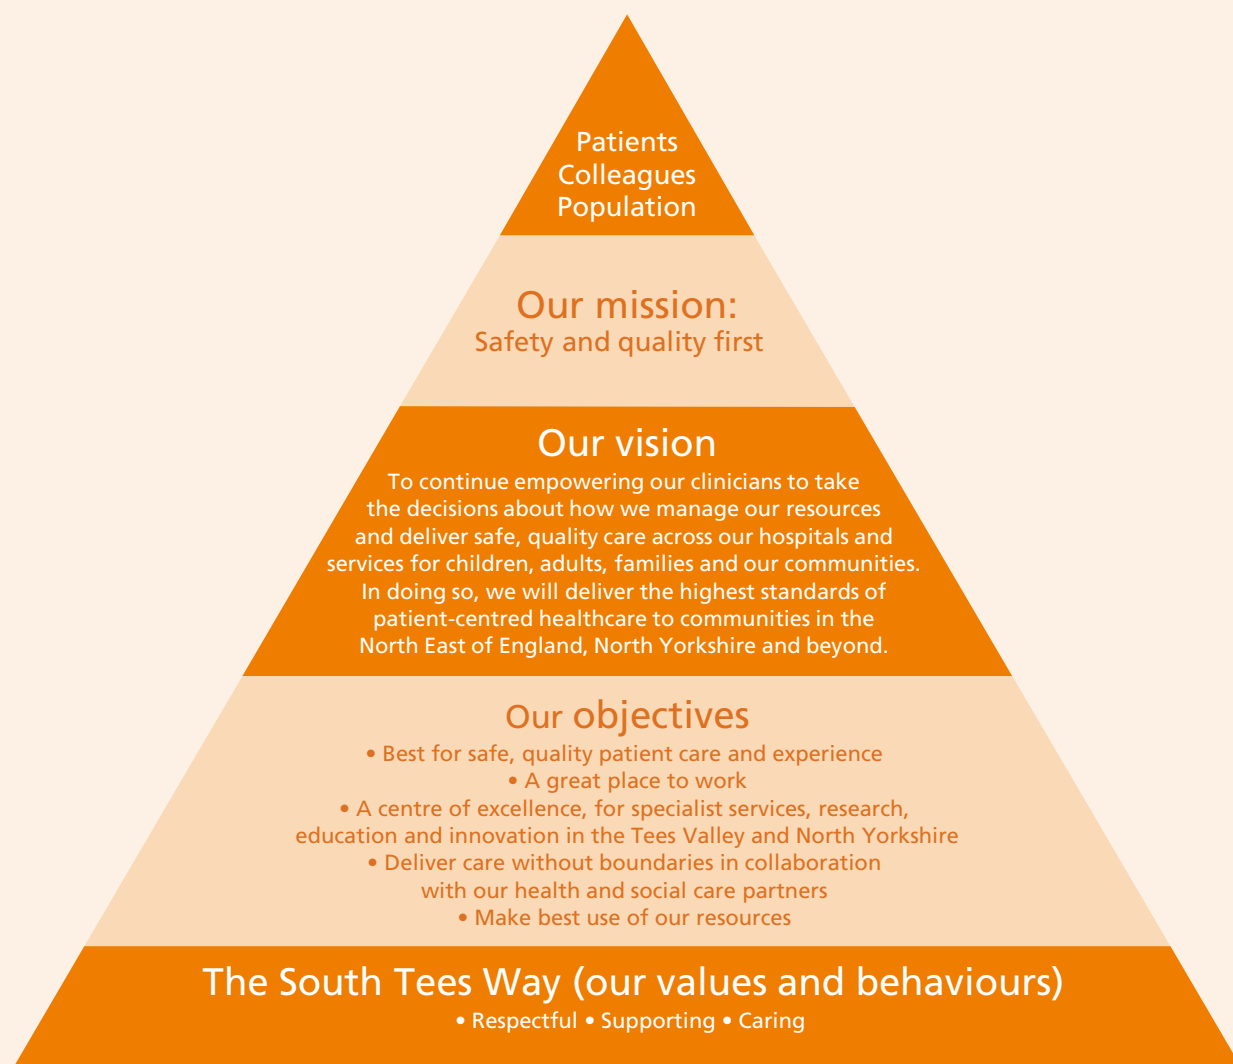 Patients
Colleagues
Population
Our mission:
Safety and quality first
Our vision
To continue empowering our clinicians to take
the decisions about how we manage our resources
and deliver safe, quality care across our hospitals and
services for children, adults, families and our communities.
In doing so, we will deliver the highest standards of
patient-centred healthcare to communities in the
North East of England, North Yorkshire and beyond.
Our objectives
• Best for safe, quality patient care and experience
• A great place to work
• A centre of excellence, for specialist services, research,
education and innovation in the Tees Valley and North Yorkshire
• Deliver care without boundaries in collaboration
with our health and social care partners
• Make best use of our resources
The South Tees Way (our values and behaviours)
• Respectful • Supporting • Caring